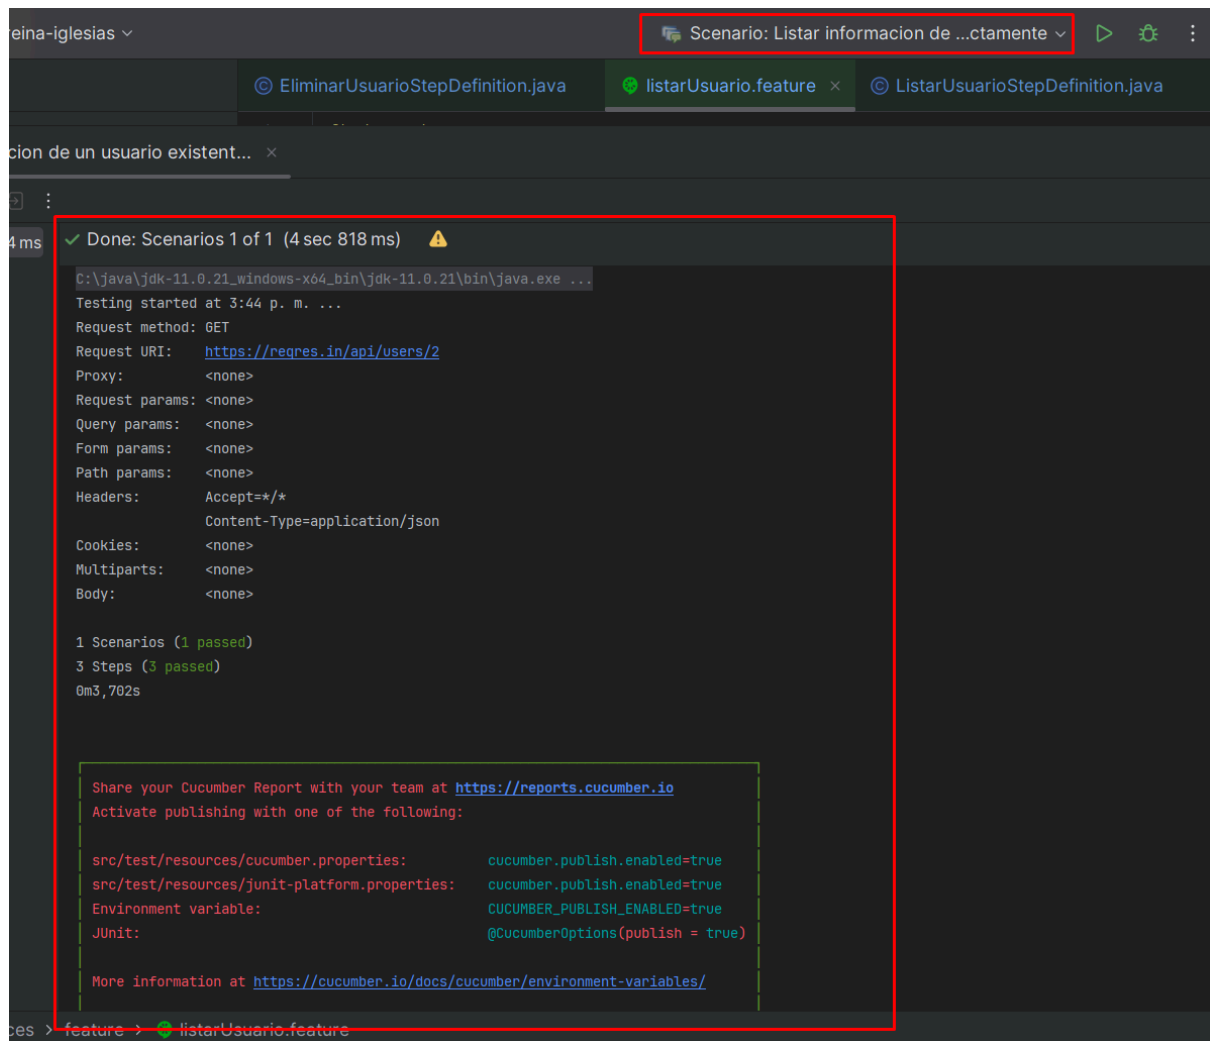 reina-iglesias
Scenario: Listar informacion de ...ctamente
EliminarUsuarioStepDefinition.java
listarUsuario.feature
ListarUsuarioStepDefinition.java
cion de un usuario existent...
4 ms
Done: Scenarios 1 of 1 (4 sec 818 ms)
C:\java\jdk-11.0.21_windows-x64_bin\jdk-11.0.21\bin\java.exe ...
Testing started at 3:44 p. m. ...
Request method: GET
Request URI: https://reqres.in/api/users/2
Proxy: <none>
Request params: <none>
Query params: <none>
Form params: <none>
Path params: <none>
Headers: Accept=*/*
Content-Type=application/json
Cookies: <none>
Multiparts: <none>
Body: <none>
1 Scenarios (1 passed)
3 Steps (3 passed)
0m3,702s
Share your Cucumber Report with your team at https://reports.cucumber.io
Activate publishing with one of the following:
src/test/resources/cucumber.properties: cucumber.publish.enabled=true
src/test/resources/junit-platform.properties: cucumber.publish.enabled=true
Environment variable: CUCUMBER_PUBLISH_ENABLED=true
JUnit: @CucumberOptions(publish = true)
More information at https://cucumber.io/docs/cucumber/environment-variables/
ces > feature > listarUsuario.feature